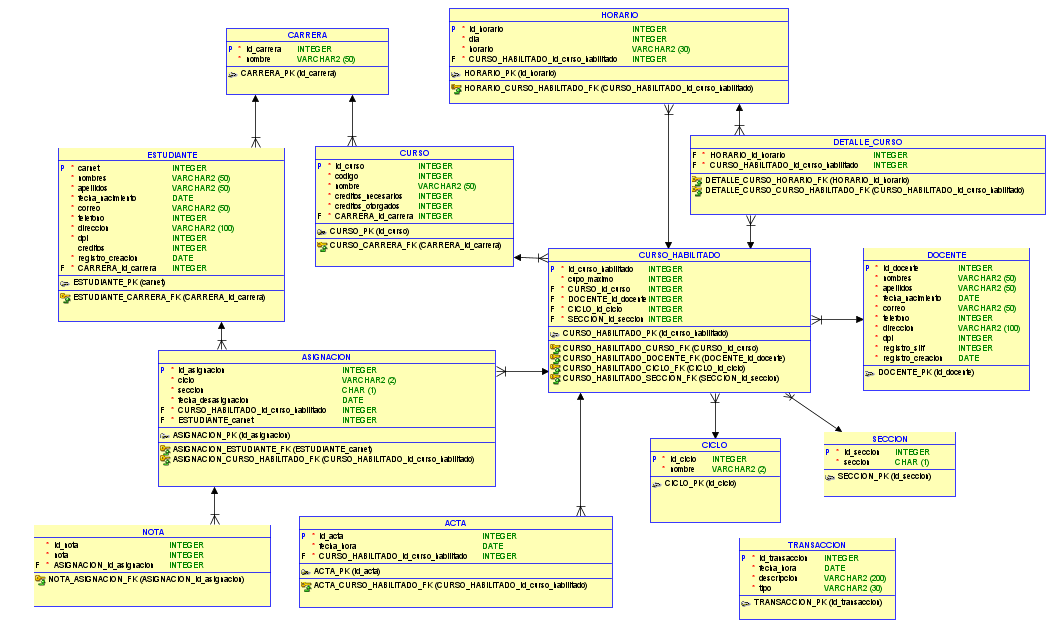 CARRERA
P * id_carrera INTEGER
* nombre VARCHAR2 (50)
CARRERA_PK (id_carrera)
HORARIO
P * id_horario INTEGER
* dia INTEGER
* horario VARCHAR2 (30)
F * CURSO_HABILITADO_id_curso_habilitado INTEGER
HORARIO_PK (id_horario)
HORARIO_CURSO_HABILITADO_FK (CURSO_HABILITADO_id_curso_habilitado)
DETALLE_CURSO
F * HORARIO_id_horario INTEGER
F * CURSO_HABILITADO_id_curso_habilitado INTEGER
DETALLE_CURSO_HORARIO_FK (HORARIO_id_horario)
DETALLE_CURSO_CURSO_HABILITADO_FK (CURSO_HABILITADO_id_curso_habilitado)
ESTUDIANTE
P * carnet INTEGER
* nombres VARCHAR2 (50)
* apellidos VARCHAR2 (50)
* fecha_nacimiento DATE
* correo VARCHAR2 (50)
* telefono INTEGER
* direccion VARCHAR2 (100)
* dpi INTEGER
creditos INTEGER
* registro_creacion DATE
F * CARRERA_id_carrera INTEGER
ESTUDIANTE_PK (carnet)
ESTUDIANTE_CARRERA_FK (CARRERA_id_carrera)
CURSO
P * id_curso INTEGER
* codigo INTEGER
* nombre VARCHAR2 (50)
* creditos_necesarios INTEGER
* creditos_otorgados INTEGER
F * CARRERA_id_carrera INTEGER
CURSO_PK (id_curso)
CURSO_CARRERA_FK (CARRERA_id_carrera)
CURSO_HABILITADO
P * id_curso_habilitado INTEGER
* cupo_maximo INTEGER
F * CURSO_id_curso INTEGER
F * DOCENTE_id_docente INTEGER
F * CICLO_id_ciclo INTEGER
F * SECCION_id_seccion INTEGER
CURSO_HABILITADO_PK (id_curso_habilitado)
CURSO_HABILITADO_CURSO_FK (CURSO_id_curso)
CURSO_HABILITADO_DOCENTE_FK (DOCENTE_id_docente)
CURSO_HABILITADO_CICLO_FK (CICLO_id_ciclo)
CURSO_HABILITADO_SECCION_FK (SECCION_id_seccion)
DOCENTE
P * id_docente INTEGER
* nombres VARCHAR2 (50)
* apellidos VARCHAR2 (50)
* fecha_nacimiento DATE
* correo VARCHAR2 (50)
* telefono INTEGER
* direccion VARCHAR2 (100)
* dpi INTEGER
* registro_siif INTEGER
* registro_creacion DATE
DOCENTE_PK (id_docente)
ASIGNACION
P * id_asignacion INTEGER
* ciclo VARCHAR2 (2)
* seccion CHAR (1)
* fecha_desasignacion DATE
F * CURSO_HABILITADO_id_curso_habilitado INTEGER
F * ESTUDIANTE_carnet INTEGER
ASIGNACION_PK (id_asignacion)
ASIGNACION_ESTUDIANTE_FK (ESTUDIANTE_carnet)
ASIGNACION_CURSO_HABILITADO_FK (CURSO_HABILITADO_id_curso_habilitado)
CICLO
P * id_ciclo INTEGER
* nombre VARCHAR2 (2)
CICLO_PK (id_ciclo)
SECCION
P * id_seccion INTEGER
* seccion CHAR (1)
SECCION_PK (id_seccion)
NOTA
* id_nota INTEGER
* nota INTEGER
F * ASIGNACION_id_asignacion INTEGER
NOTA_ASIGNACION_FK (ASIGNACION_id_asignacion)
ACTA
P * id_acta INTEGER
* fecha_hora DATE
F * CURSO_HABILITADO_id_curso_habilitado INTEGER
ACTA_PK (id_acta)
ACTA_CURSO_HABILITADO_FK (CURSO_HABILITADO_id_curso_habilitado)
TRANSACCION
P * id_transaccion INTEGER
* fecha_hora DATE
* descripcion VARCHAR2 (200)
* tipo VARCHAR2 (30)
TRANSACCION_PK (id_transaccion)